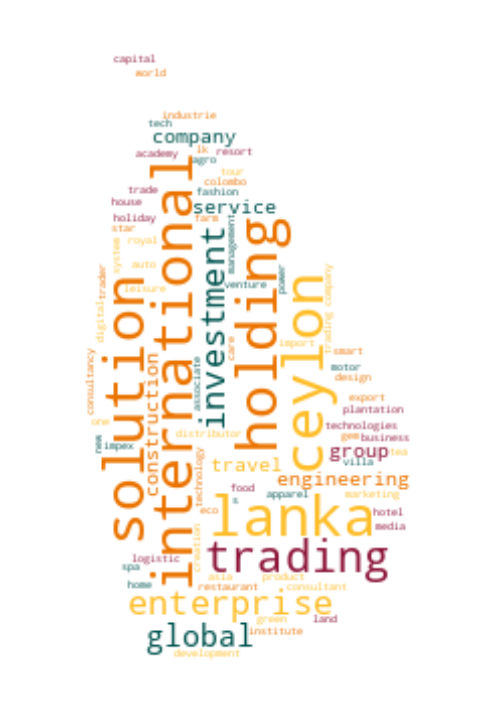 capital
world
industrie
tech
company
lk
academy
resort
agro
tour
colombo
trade
fashion
house
service
holiday
farm
star
royal
system
management
international
investment
holding
auto
trader
power
leisure
venture
ceylon
trading company
solution
digital
import
care
smart
consultancy
construction
associate
motor
design
export
plantation
one
technologies
distributor
gem
business
new
impex
group
tea
travel
villa
technology
engineering
food
apparel
marketing
s
eco
lanka
hotel
media
creation
trading
logistic
spa
asia
product
home
restaurant
consultant
enterprise
green
land
global
institute
development